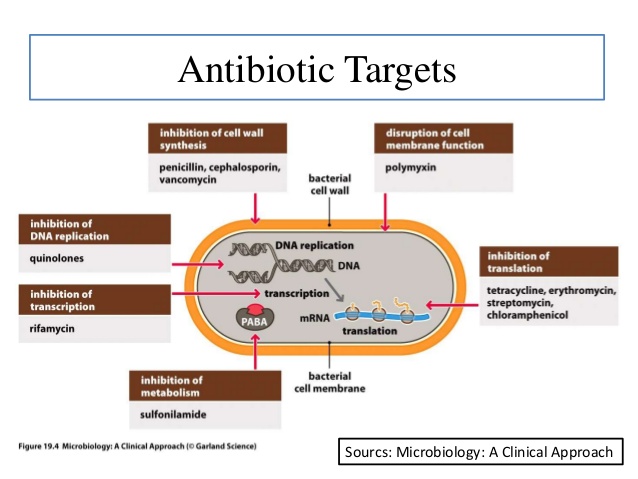 Antibiotic Targets
inhibition of cell wall
synthesis
penicillin, cephalosporin,
vancomycin
disruption of cell
membrane function
polymyxin
bacterial
cell wall
inhibition of
DNA replication
quinolones
DNA replication
DNA
inhibition of
translation
tetracycline, erythromycin,
streptomycin,
chloramphenicol
inhibition of
transcription
rifamycin
transcription
PABA
mRNA
translation
inhibition of
metabolism
sulfonilamide
bacterial
cell membrane
Figure 19.4 Microbiology: A Clinical Approach (© Garland Science)
Sourcs: Microbiology: A Clinical Approach